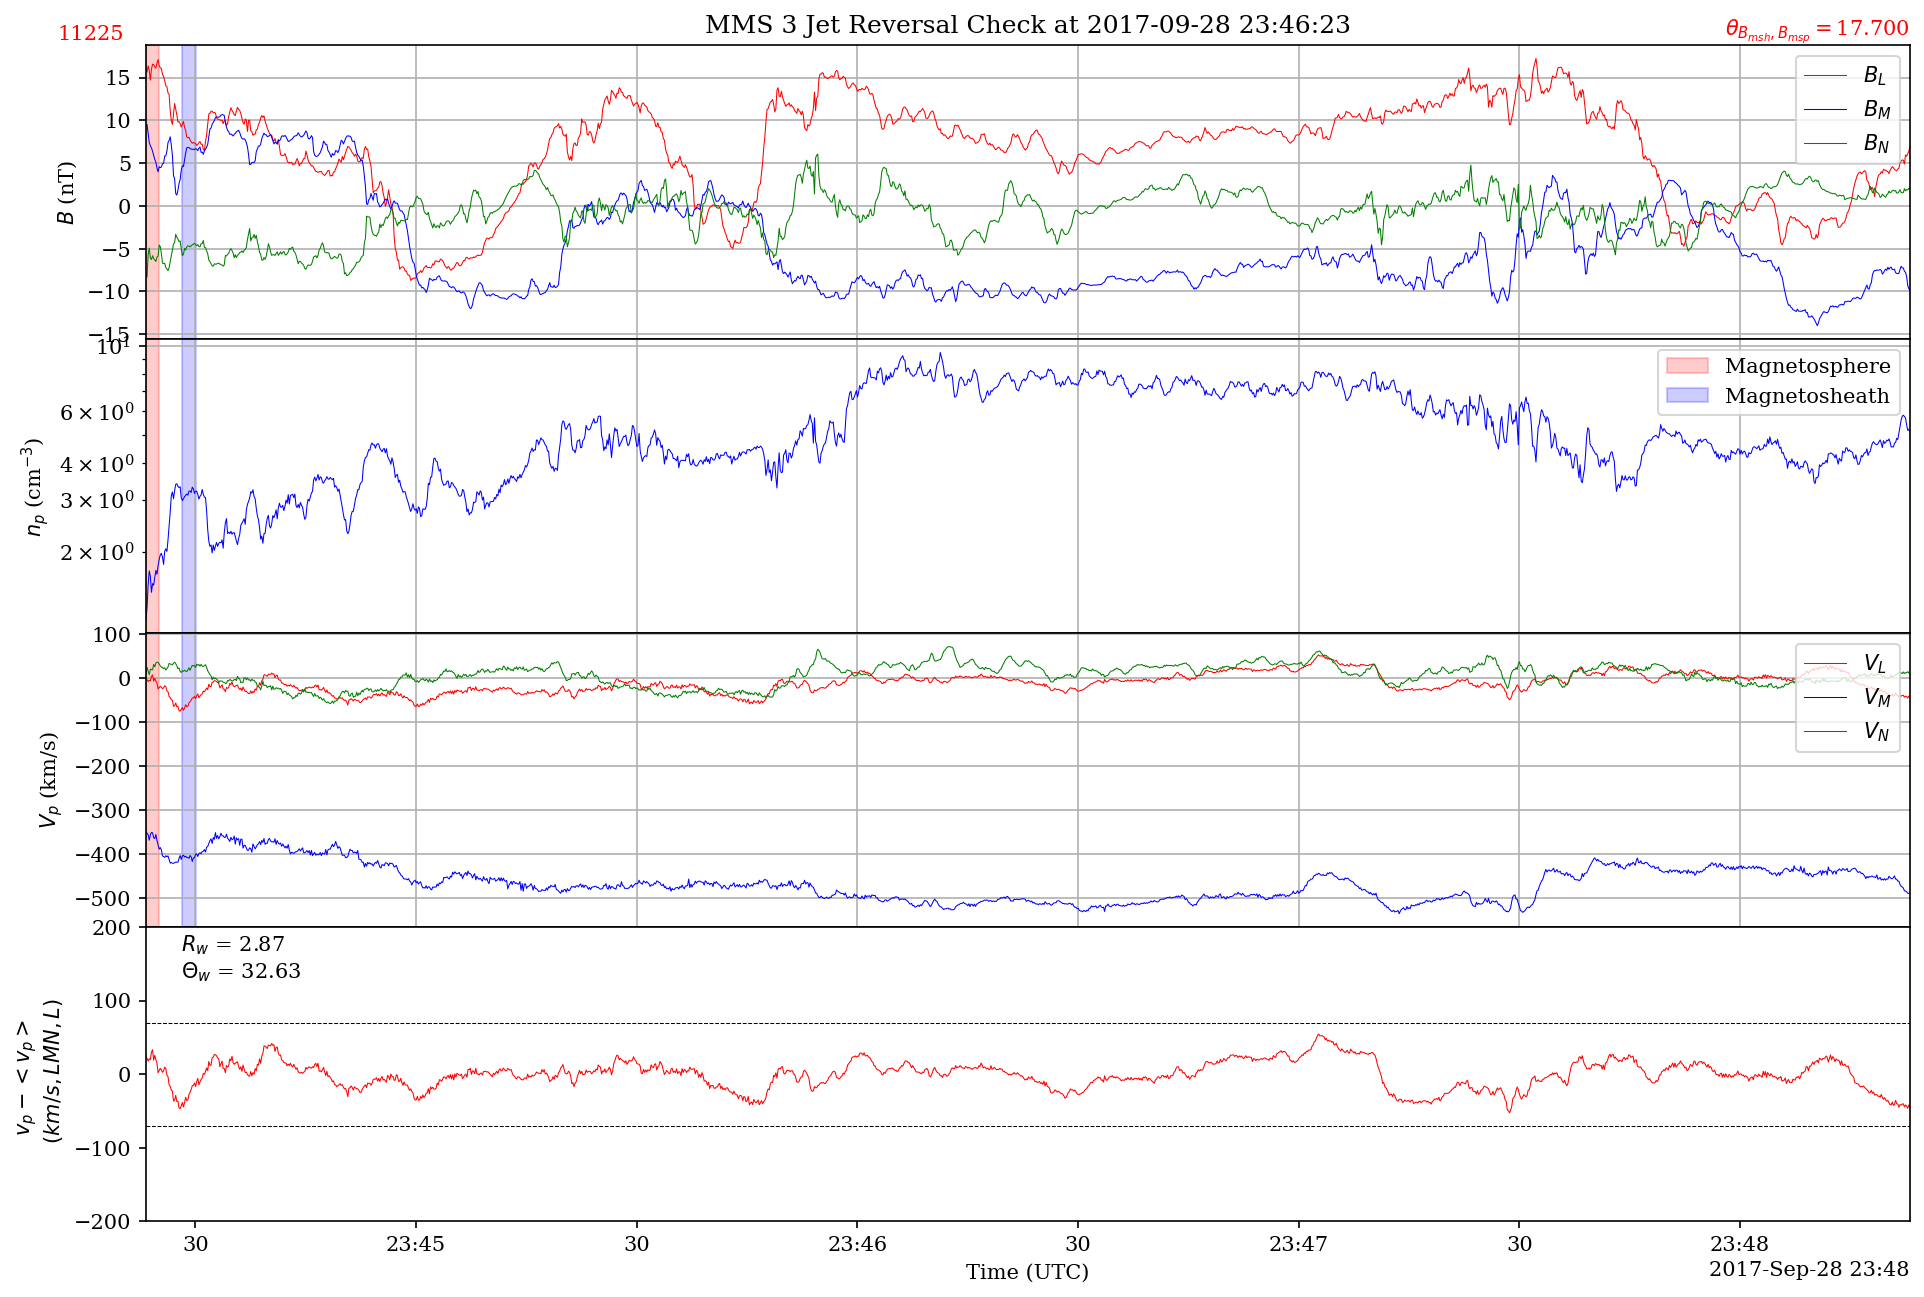 MMS 3 Jet Reversal Check at 2017-09-28 23:46:23
11225
θ_{B_{msh}, B_{msp}} = 17.700
15
10
5
0
−5
−10
−15
B (nT)
B_L
B_M
B_N
10^1
6 × 10^0
4 × 10^0
3 × 10^0
2 × 10^0
n_p (cm^{−3})
Magnetosphere
Magnetosheath
100
0
−100
−200
−300
−400
−500
V_p (km/s)
V_L
V_M
V_N
200
100
0
−100
−200
v_p − < v_p >
(km/s, LMN, L)
R_w = 2.87
Θ_w = 32.63
30 23:45 30 23:46 30 23:47 30 23:48
Time (UTC)
2017-Sep-28 23:48